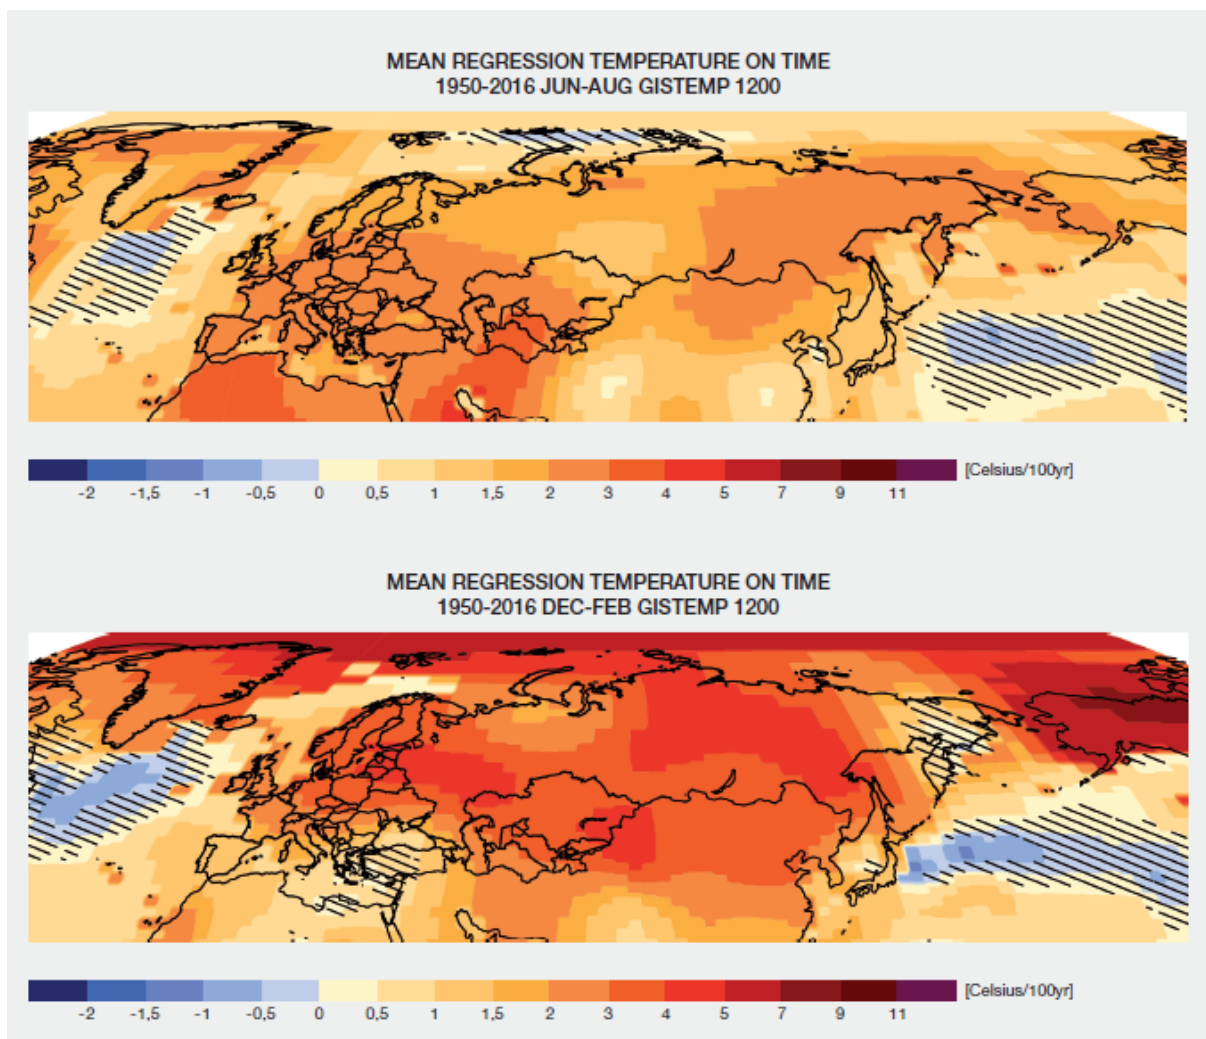 MEAN REGRESSION TEMPERATURE ON TIME
1950-2016 JUN-AUG GISTEMP 1200
[Celsius/100yr]
-2 -1,5 -1 -0,5 0 0,5 1 1,5 2 3 4 5 7 9 11
MEAN REGRESSION TEMPERATURE ON TIME
1950-2016 DEC-FEB GISTEMP 1200
[Celsius/100yr]
-2 -1,5 -1 -0,5 0 0,5 1 1,5 2 3 4 5 7 9 11